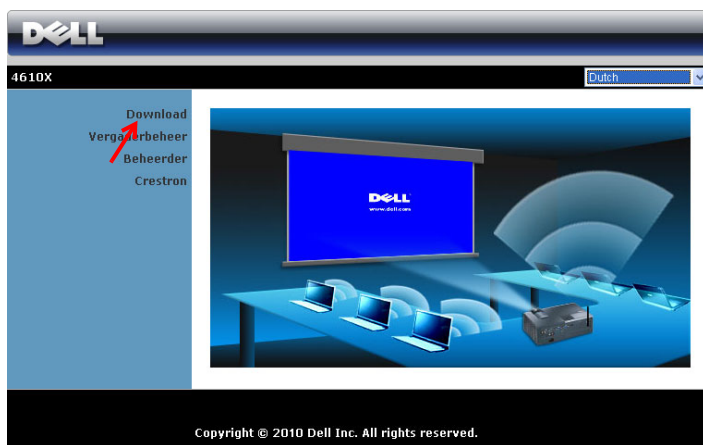 DELL
4610X
Dutch
Download
Vergaderbeheer
Beheerder
Crestron
DELL
www.dell.com
Copyright © 2010 Dell Inc. All rights reserved.